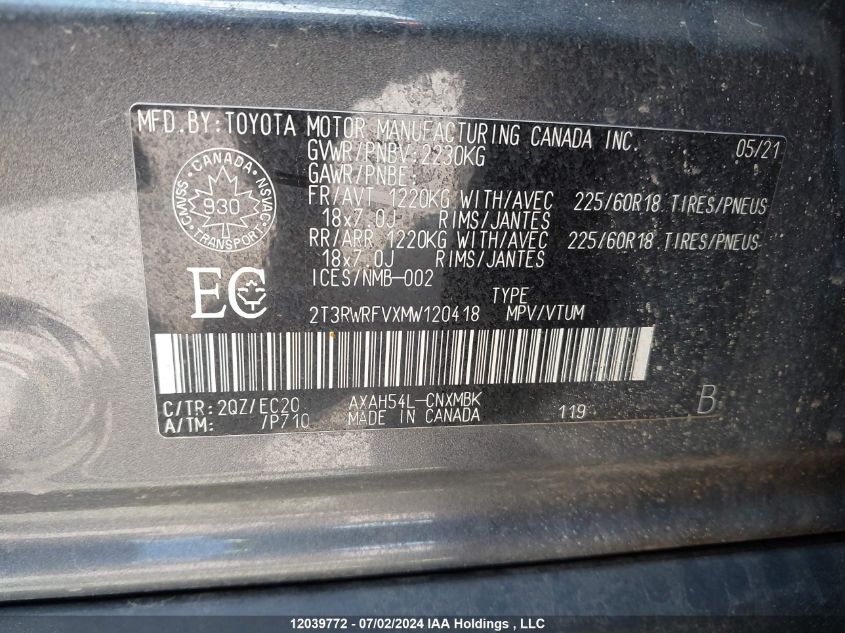 MFD.BY:TOYOTA MOTOR MANUFACTURING CANADA INC. 05/21
GVWR/PNBV:2230KG
GAWR/PNBE:
FR/AVT 1220KG WITH/AVEC 225/60R18 TIRES/PNEUS
18x7.0J RIMS/JANTES
RR/ARR 1220KG WITH/AVEC 225/60R18 TIRES/PNEUS
18x7.0J RIMS/JANTES
ICES/NMB-002
CANADA
CMVSS
NSVAC
930
TRANSPORT
EC
TYPE
2T3RWRFVXMW120418 MPV/VTUM
C/TR:2QZ/EC20 AXAH54L-CNXMBK
A/TM: /P710 MADE IN CANADA 119 B
12039772 - 07/02/2024 IAA Holdings , LLC